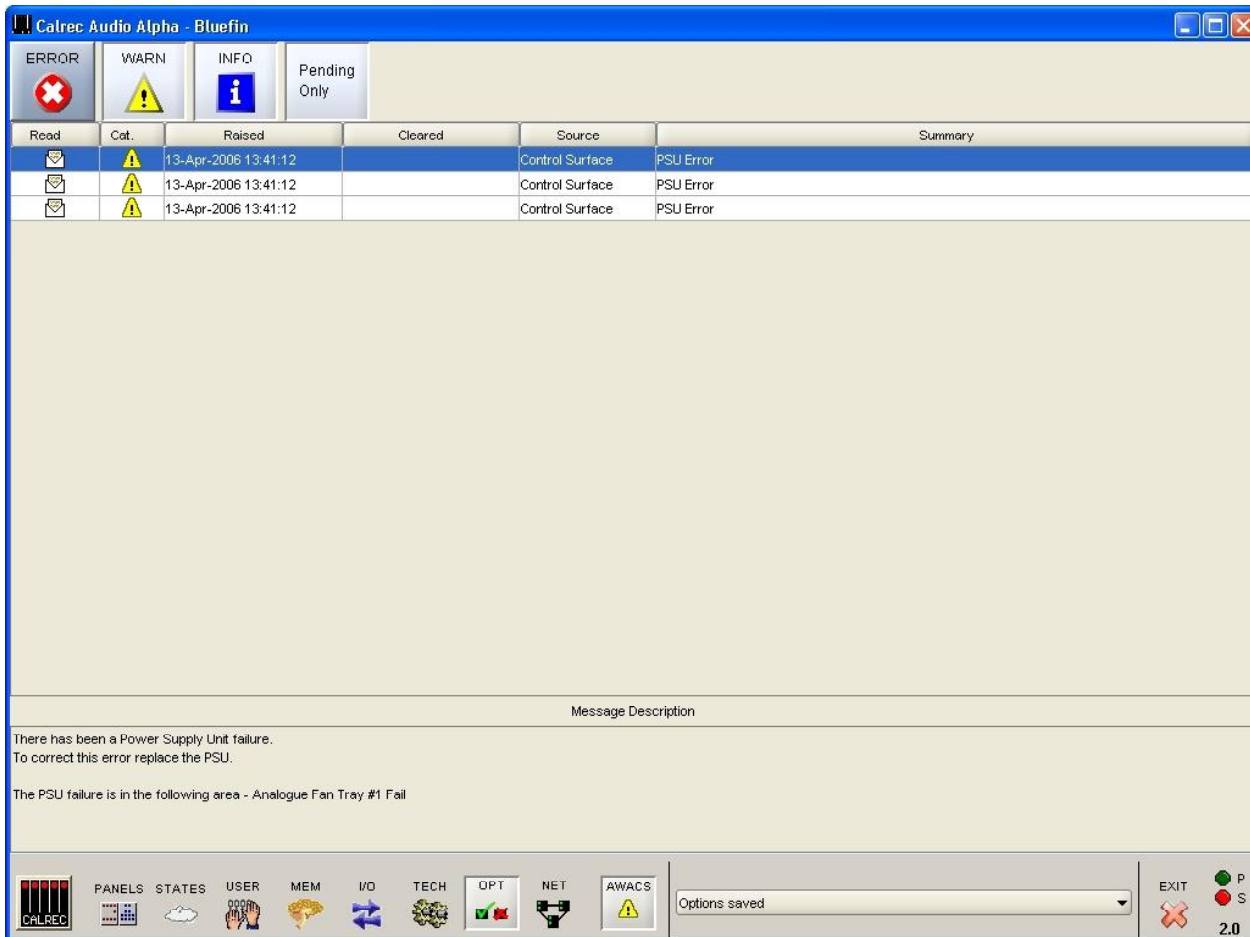 Calrec Audio Alpha - Bluefin
ERROR WARN INFO Pending Only
Read Cat. Raised Cleared Source Summary
13-Apr-2006 13:41:12 Control Surface PSU Error
13-Apr-2006 13:41:12 Control Surface PSU Error
13-Apr-2006 13:41:12 Control Surface PSU Error
Message Description
There has been a Power Supply Unit failure.
To correct this error replace the PSU.
The PSU failure is in the following area - Analogue Fan Tray #1 Fail
CALREC PANELS STATES USER MEM I/O TECH OPT NET AWACS Options saved EXIT P
S
2.0